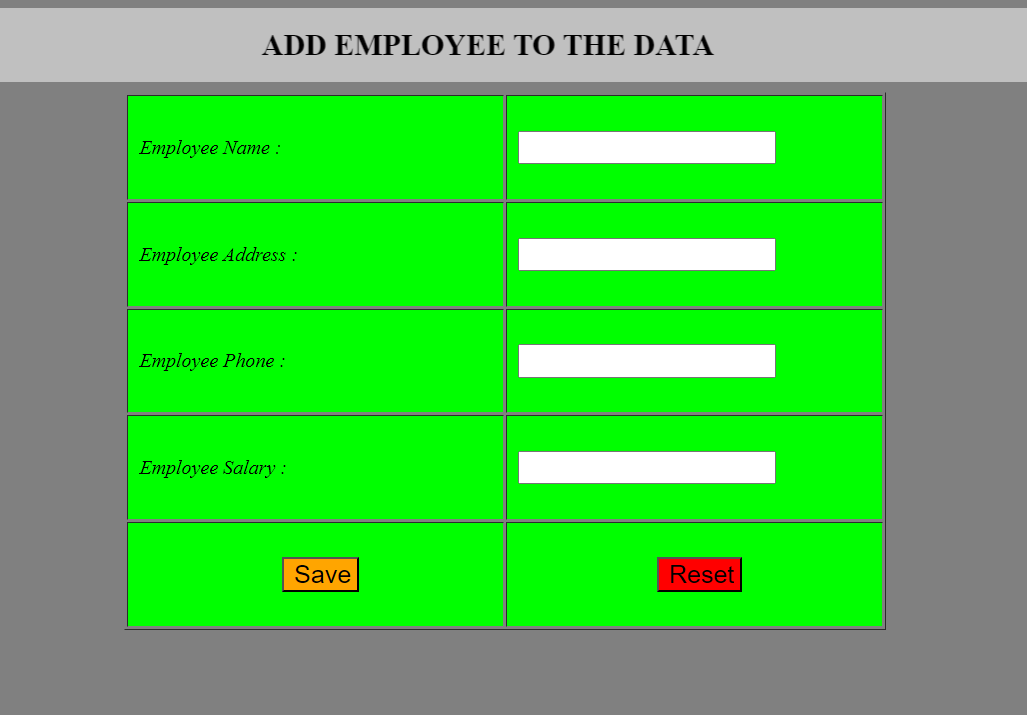 ADD EMPLOYEE TO THE DATA
Employee Name :
Employee Address :
Employee Phone :
Employee Salary :
Save
Reset